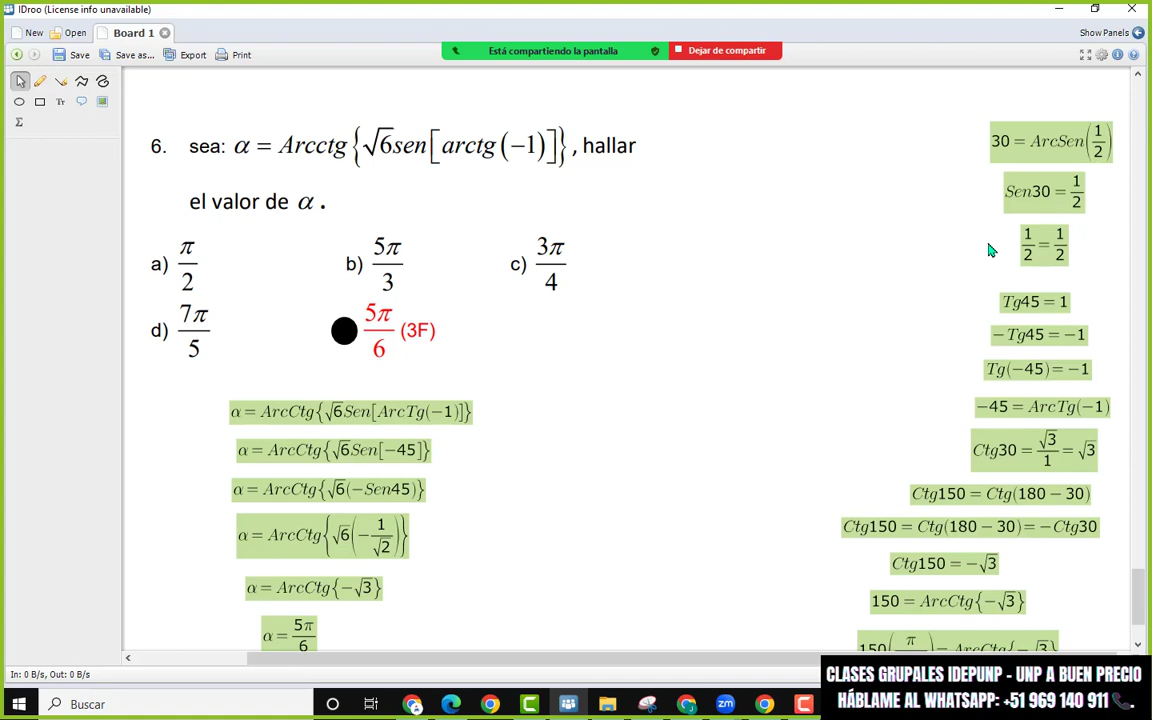 IDroo (License info unavailable)
New Open Board 1 Show Panels
Save Save as... Export Print
Está compartiendo la pantalla Dejar de compartir
Tr
Σ
6. sea: α = Arcctg{√6sen[arctg(−1)]}, hallar
el valor de α.
a) π/2 b) 5π/3 c) 3π/4
d) 7π/5 5π/6 (3F)
α = ArcCtg{√6Sen[ArcTg(−1)]}
α = ArcCtg{√6Sen[−45]}
α = ArcCtg{√6(−Sen45)}
α = ArcCtg{√6(−1/√2)}
α = ArcCtg{−√3}
α = 5π/6
30 = ArcSen(1/2)
Sen30 = 1/2
1/2 = 1/2
Tg45 = 1
−Tg45 = −1
Tg(−45) = −1
−45 = ArcTg(−1)
Ctg30 = √3/1 = √3
Ctg150 = Ctg(180 − 30)
Ctg150 = Ctg(180 − 30) = −Ctg30
Ctg150 = −√3
150 = ArcCtg{−√3}
In: 0 B/s, Out: 0 B/s
CLASES GRUPALES IDEPUNP - UNP A BUEN PRECIO
HÁBLAME AL WHATSAPP: +51 969 140 911
Buscar
zm